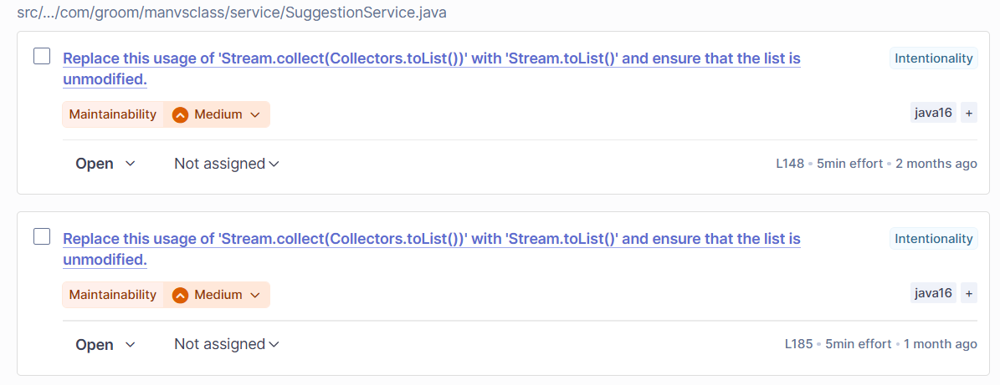 src/.../com/groom/manvsclass/service/SuggestionService.java
Replace this usage of 'Stream.collect(Collectors.toList())' with 'Stream.toList()' and ensure that the list is
unmodified.
Intentionality
Maintainability Medium
java16 +
Open Not assigned
L148 • 5min effort • 2 months ago
Replace this usage of 'Stream.collect(Collectors.toList())' with 'Stream.toList()' and ensure that the list is
unmodified.
Intentionality
Maintainability Medium
java16 +
Open Not assigned
L185 • 5min effort • 1 month ago